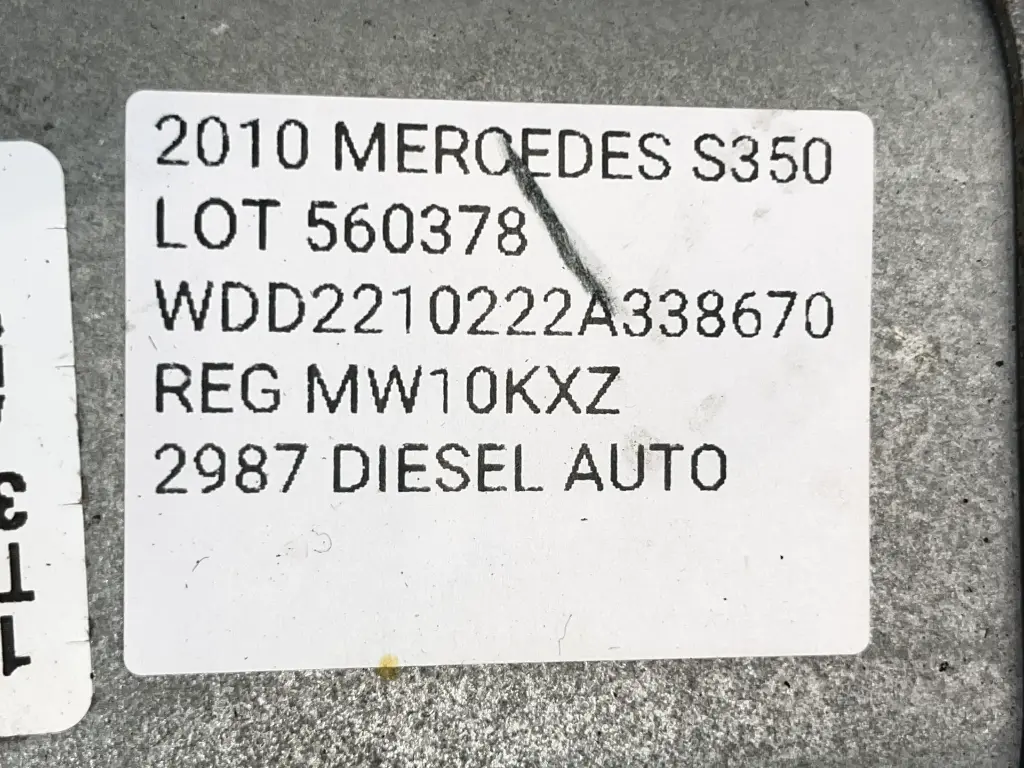 2010 MERCEDES S350
LOT 560378
WDD2210222A338670
REG MW10KXZ
2987 DIESEL AUTO